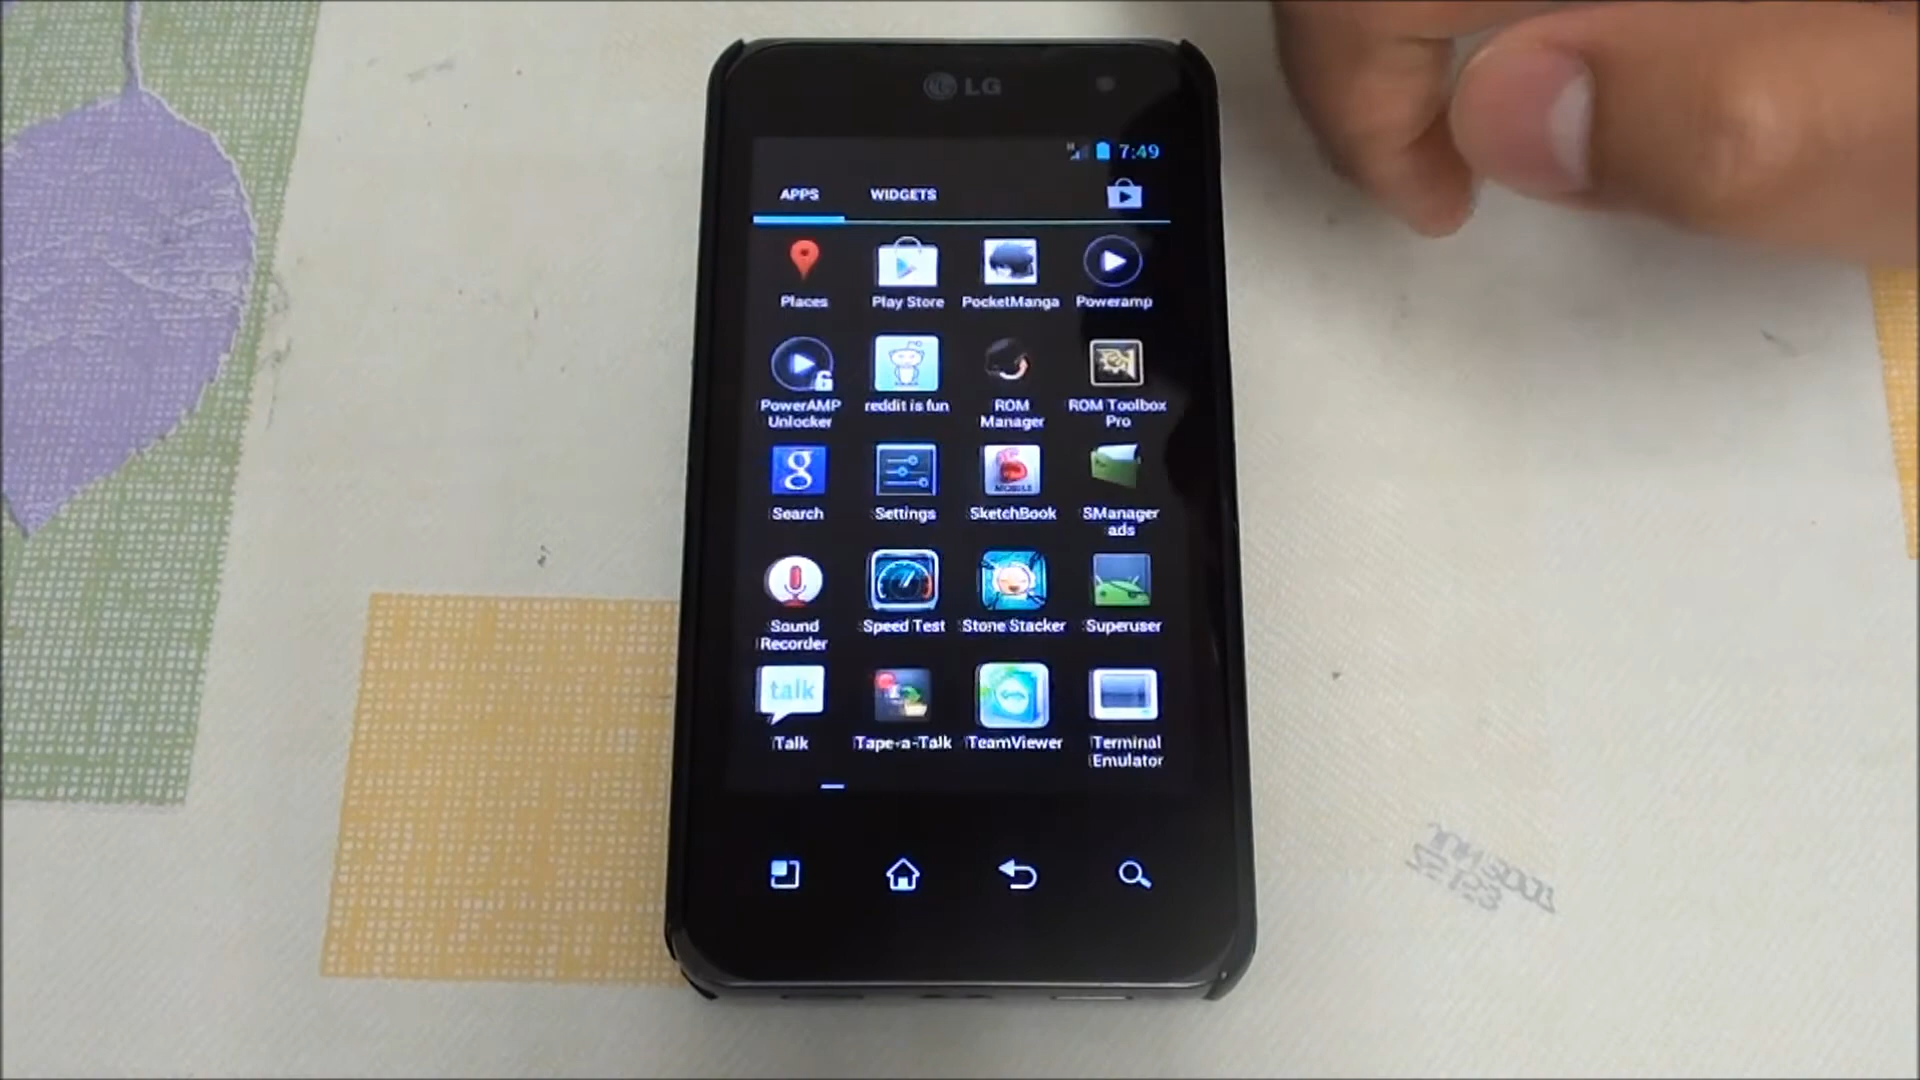 LG
7:49
APPS WIDGETS
Places Play Store PocketManga Poweramp
PowerAMP Unlocker reddit is fun ROM Manager ROM Toolbox Pro
g
talk
Search Settings SketchBook SManager ads
MOBILE
Sound Recorder Speed Test Stone Stacker Superuser
Talk Tape-a-Talk TeamViewer Terminal Emulator